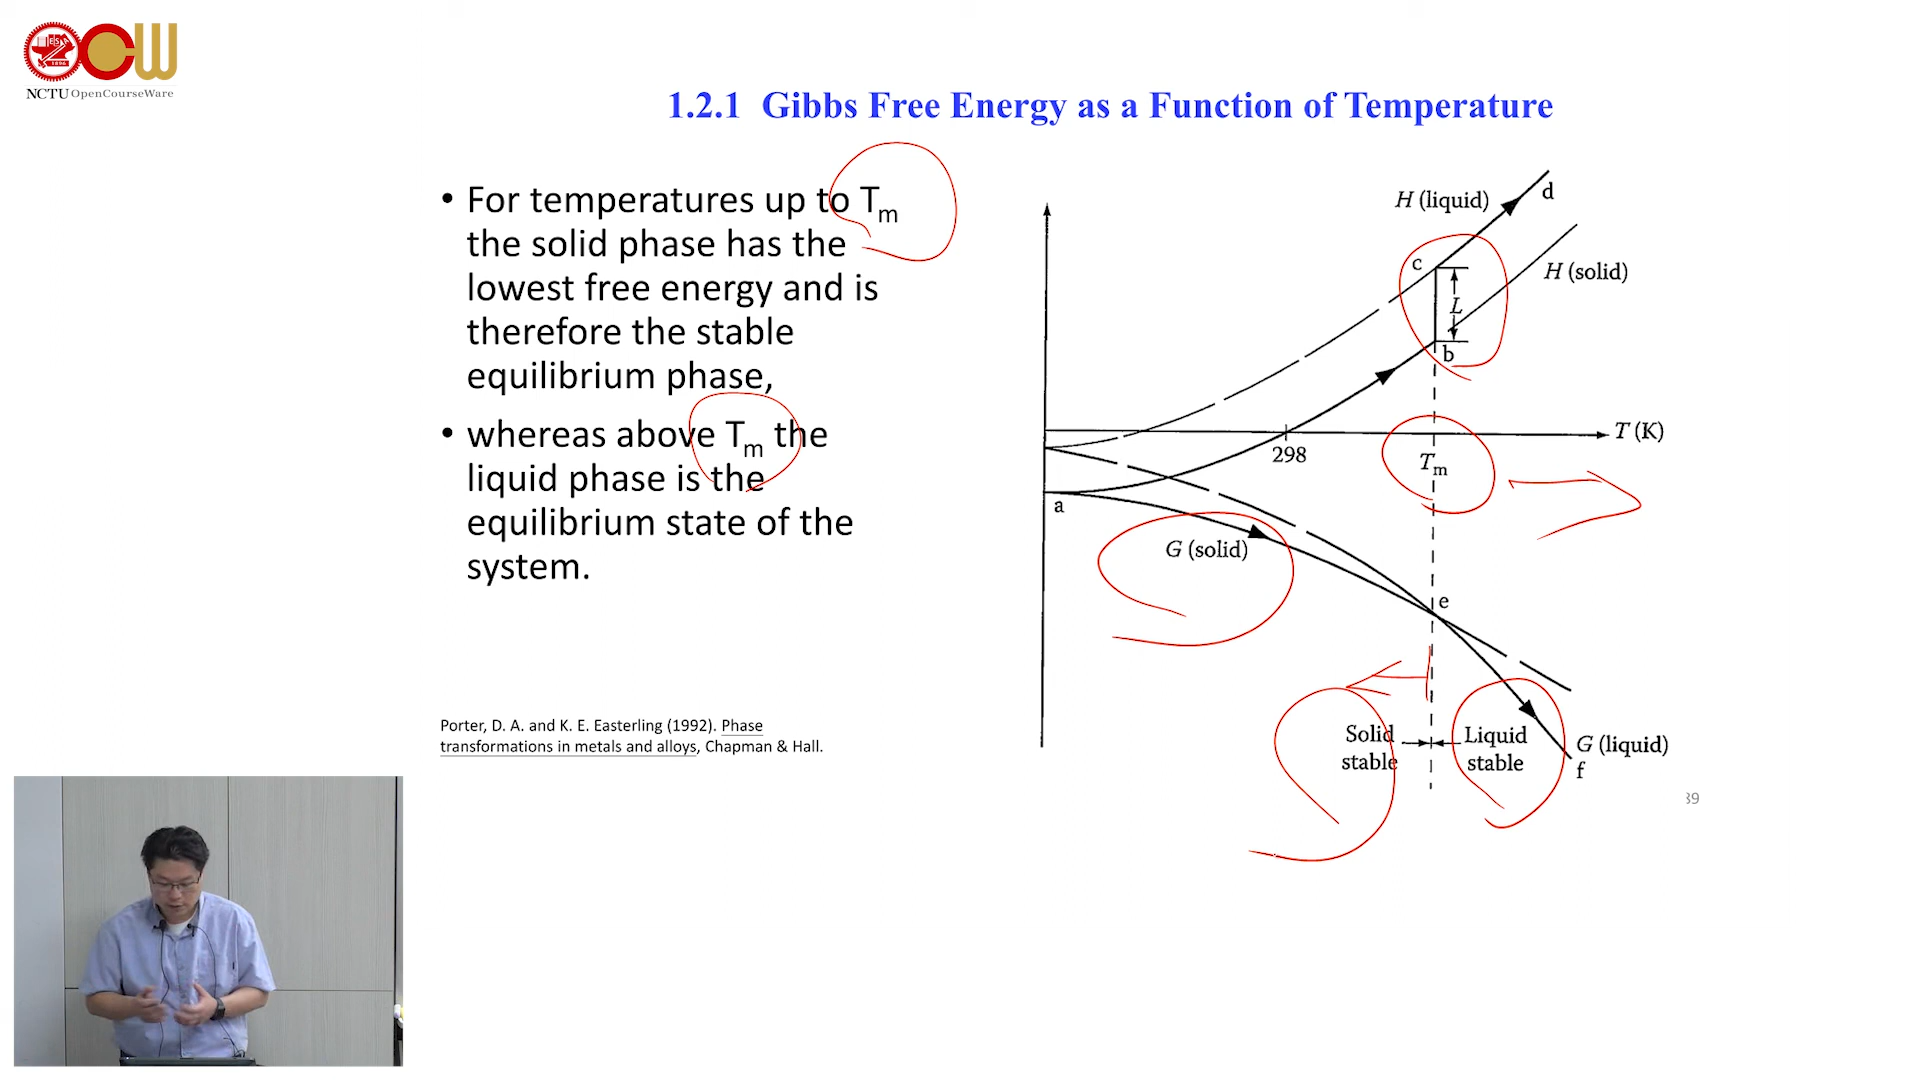 NCTU OpenCourseWare
1.2.1 Gibbs Free Energy as a Function of Temperature
• For temperatures up to Tm
the solid phase has the
lowest free energy and is
therefore the stable
equilibrium phase,
• whereas above Tm the
liquid phase is the
equilibrium state of the
system.
Porter, D. A. and K. E. Easterling (1992). Phase
transformations in metals and alloys, Chapman & Hall.
H (liquid)
d
c
H (solid)
L
b
T (K)
298
Tm
a
G (solid)
e
Solid
stable
Liquid
stable
G (liquid)
f
39